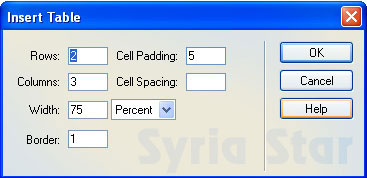 Insert Table
Rows: 2 Cell Padding: 5 OK
Columns: 3 Cell Spacing: Cancel
Width: 75 Percent Help
Border: 1
Syria Star